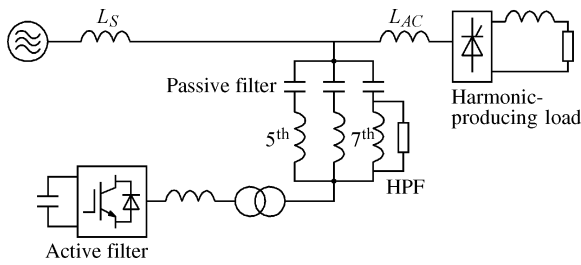 L_S
L_AC
Passive filter
Harmonic-
producing load
5th
7th
HPF
Active filter